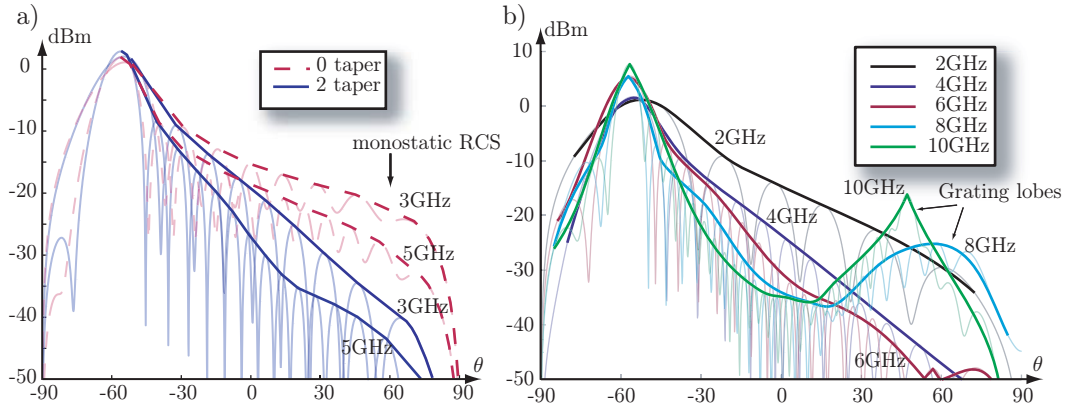 a)
dBm
0
-10
-20
-30
-40
-50
-90
-60
-30
0
30
60
90
θ
0 taper
2 taper
monostatic RCS
3GHz
5GHz
3GHz
5GHz
b)
dBm
10
0
-10
-20
-30
-40
-50
-90
-60
-30
0
30
60
90
θ
2GHz
4GHz
6GHz
8GHz
10GHz
2GHz
10GHz
Grating lobes
4GHz
8GHz
6GHz